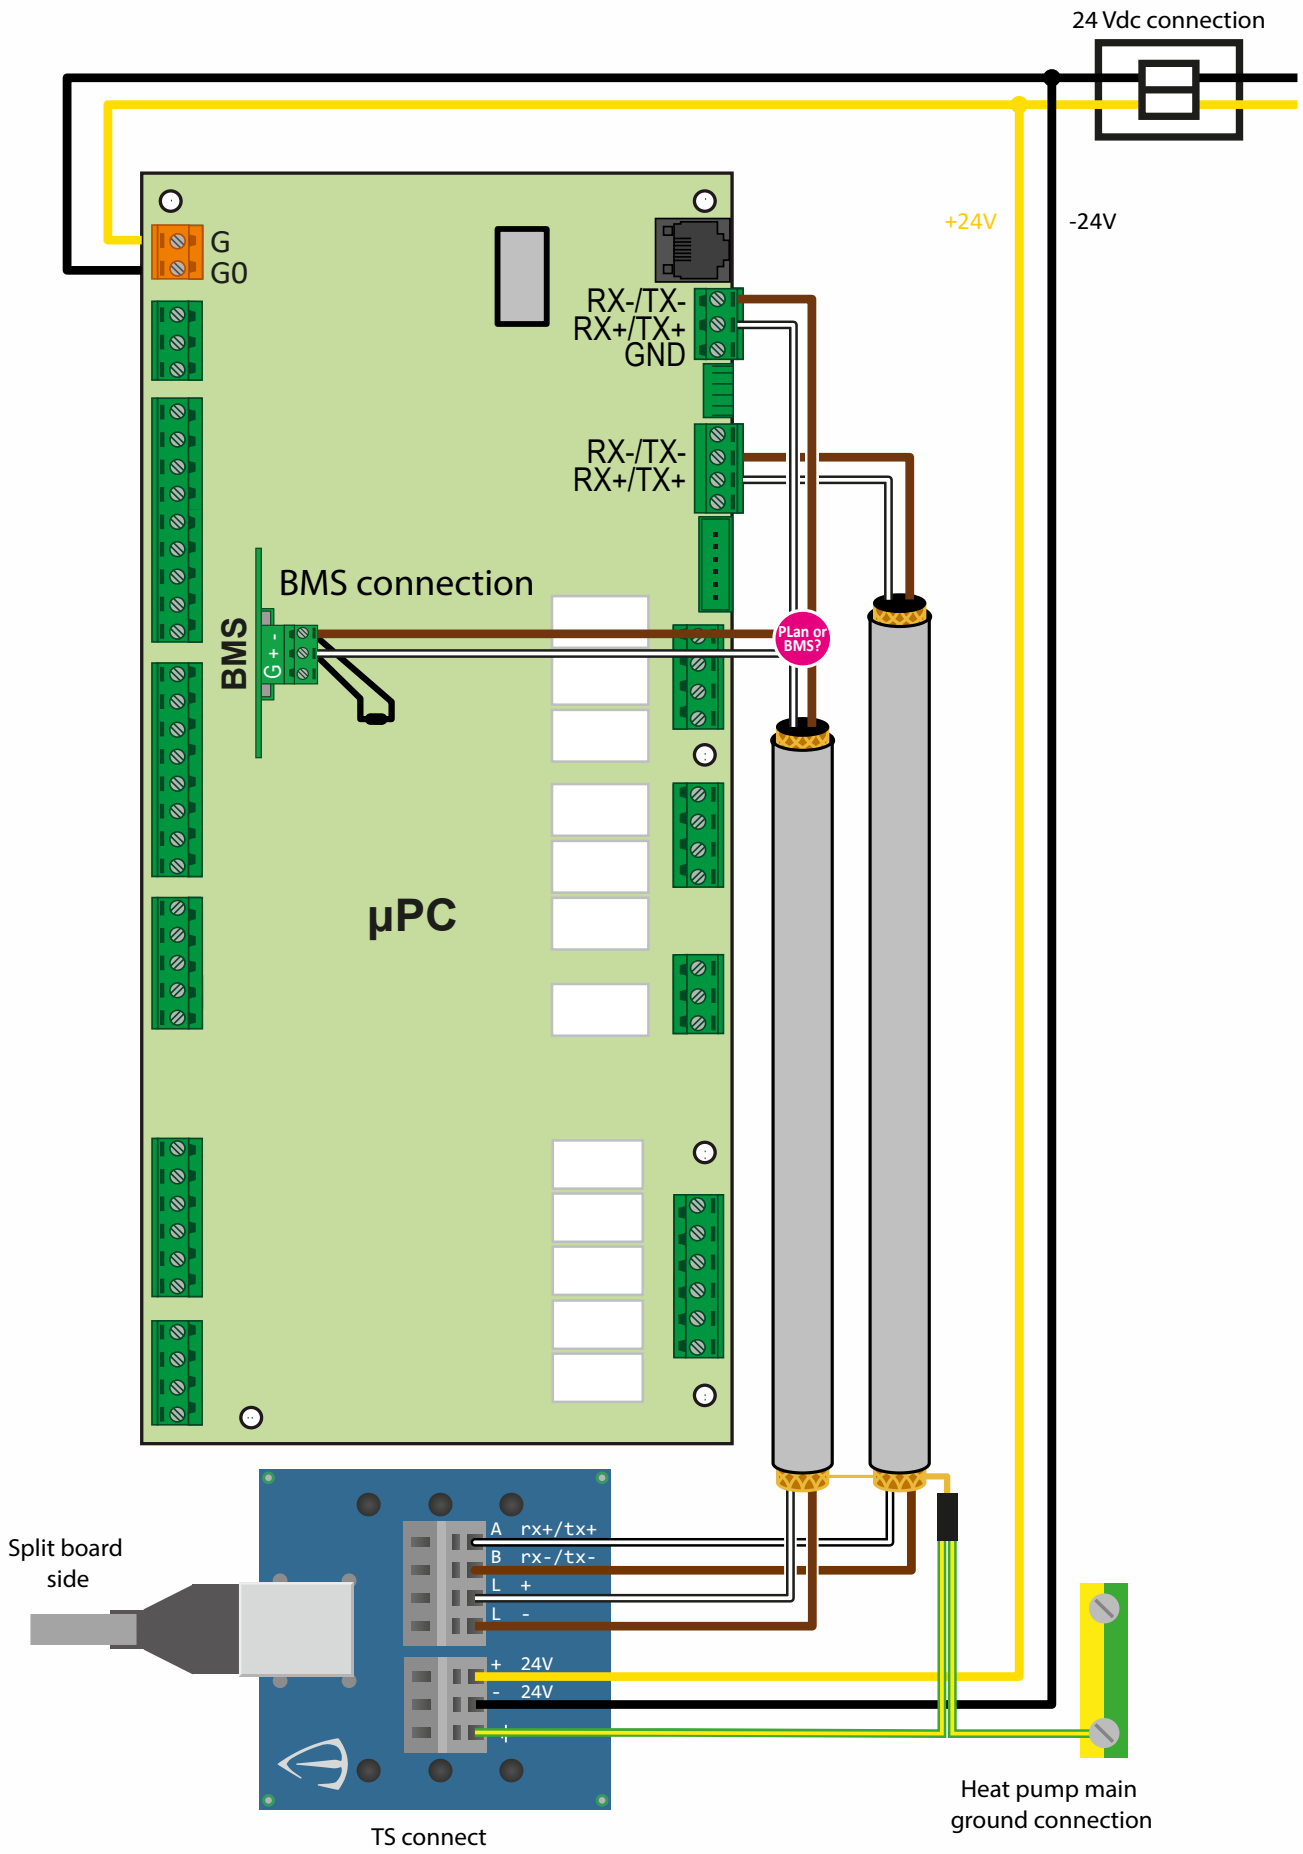 24 Vdc connection
+24V
-24V
G
G0
RX-/TX-
RX+/TX+
GND
RX-/TX-
RX+/TX+
BMS connection
BMS
G + -
PLan or
BMS?
µPC
A rx+/tx+
B rx-/tx-
L +
L -
+ 24V
- 24V
Split board
side
TS connect
Heat pump main
ground connection